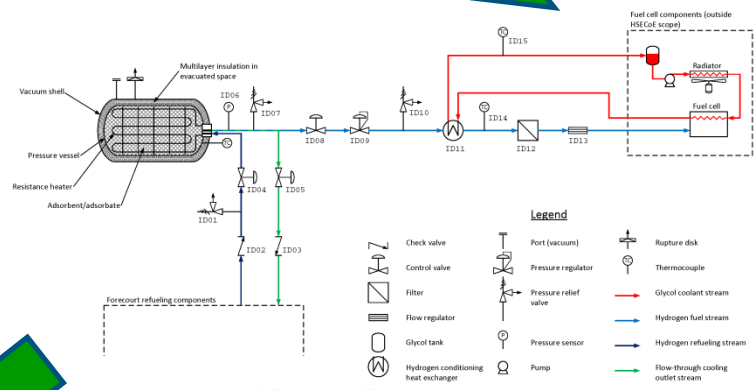 Fuel cell components (outside
HSECoE scope)
TC
ID15
Radiator
Fuel cell
Multilayer insulation in
evacuated space
Vacuum shell
ID06
P
ID07
ID10
TC
ID14
Pressure vessel
ID08
ID09
ID11
ID12
ID13
TC
Resistance heater
ID04
ID05
Adsorbent/adsorbate
ID01
ID02
ID03
Forecourt refueling components
Legend
Check valve
Port (vacuum)
Rupture disk
Control valve
Pressure regulator
TC
Thermocouple
Filter
Pressure relief
valve
Glycol coolant stream
Flow regulator
Hydrogen fuel stream
Glycol tank
P
Pressure sensor
Hydrogen refueling stream
Hydrogen conditioning
heat exchanger
Pump
Flow-through cooling
outlet stream